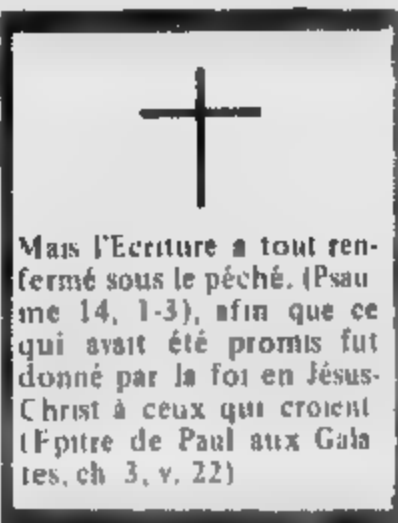 Mais l'Ecriture a tout ren-
fermé sous le péché. (Psau
me 14, 1-3), afin que ce
qui avait été promis fut
donné par la foi en Jésus-
Christ à ceux qui croient
(Epitre de Paul aux Gala
tes, ch 3, v. 22)